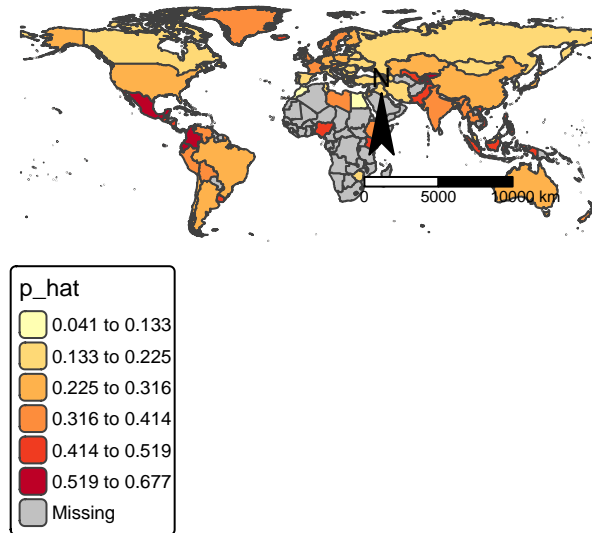 N
0 5000 10000 km
p_hat
0.041 to 0.133
0.133 to 0.225
0.225 to 0.316
0.316 to 0.414
0.414 to 0.519
0.519 to 0.677
Missing